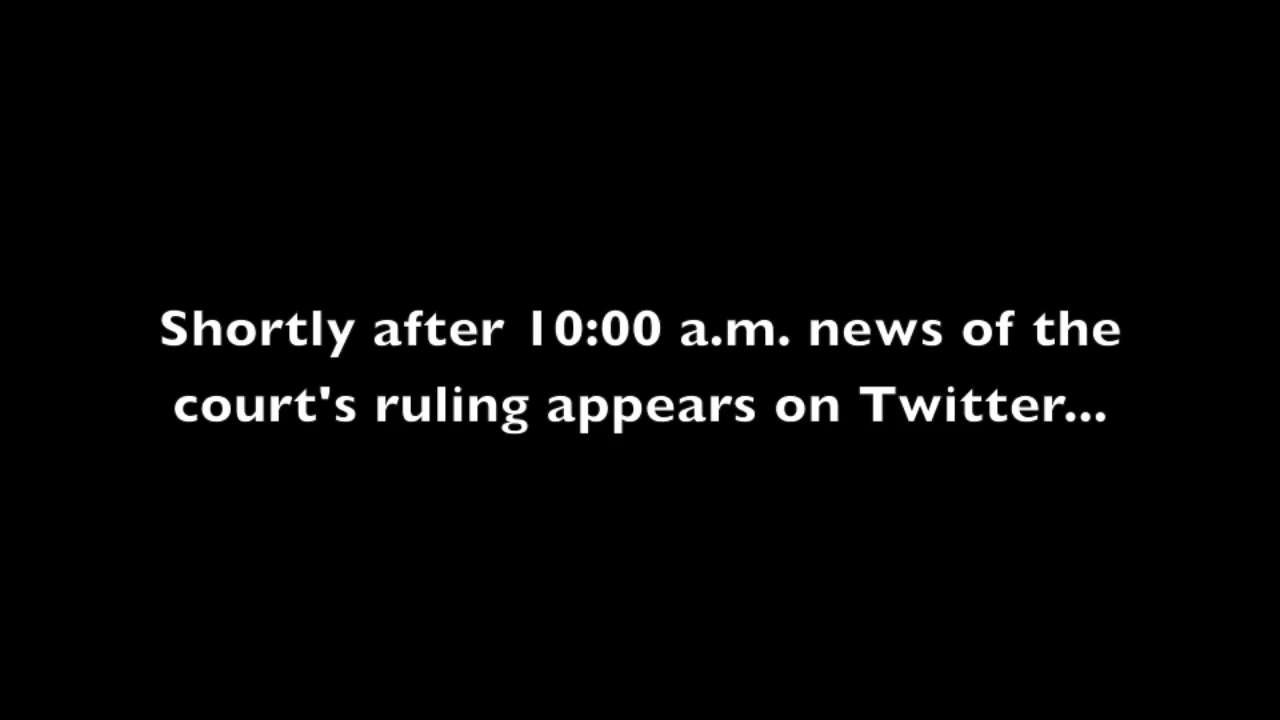 Shortly after 10:00 a.m. news of the
court's ruling appears on Twitter...